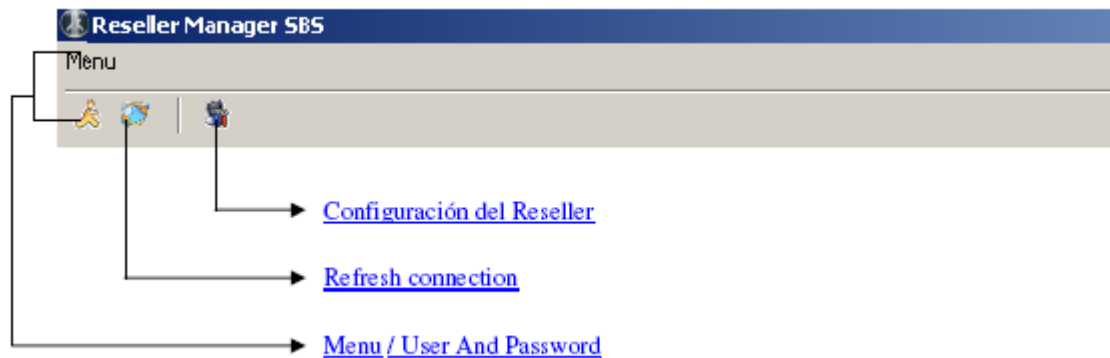 Reseller Manager SBS
Menu
Configuración del Reseller
Refresh connection
Menu / User And Password